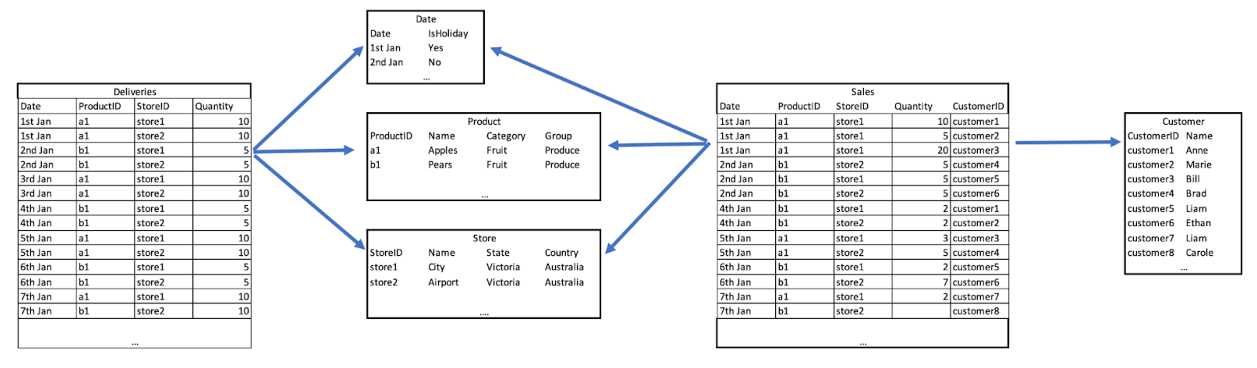 Deliveries
Date ProductID StoreID Quantity
1st Jan a1 store1 10
1st Jan a1 store2 10
2nd Jan b1 store1 5
2nd Jan b1 store2 5
3rd Jan a1 store1 10
3rd Jan a1 store2 10
4th Jan b1 store1 5
4th Jan b1 store2 5
5th Jan a1 store1 10
5th Jan a1 store2 10
6th Jan b1 store1 5
6th Jan b1 store2 5
7th Jan a1 store1 10
7th Jan b1 store2 10
...
Date
Date IsHoliday
1st Jan Yes
2nd Jan No
...
Product
ProductID Name Category Group
a1 Apples Fruit Produce
b1 Pears Fruit Produce
...
Store
StoreID Name State Country
store1 City Victoria Australia
store2 Airport Victoria Australia
....
Sales
Date ProductID StoreID Quantity CustomerID
1st Jan a1 store1 10 customer1
1st Jan a1 store1 5 customer2
1st Jan a1 store1 20 customer3
2nd Jan b1 store2 5 customer4
2nd Jan b1 store1 5 customer5
2nd Jan b1 store2 5 customer6
4th Jan b1 store1 2 customer1
4th Jan b1 store2 2 customer2
5th Jan a1 store1 3 customer3
5th Jan a1 store2 5 customer4
6th Jan b1 store1 2 customer5
6th Jan b1 store2 7 customer6
7th Jan a1 store1 2 customer7
7th Jan b1 store2 customer8
...
Customer
CustomerID Name
customer1 Anne
customer2 Marie
customer3 Bill
customer4 Brad
customer5 Liam
customer6 Ethan
customer7 Liam
customer8 Carole
...